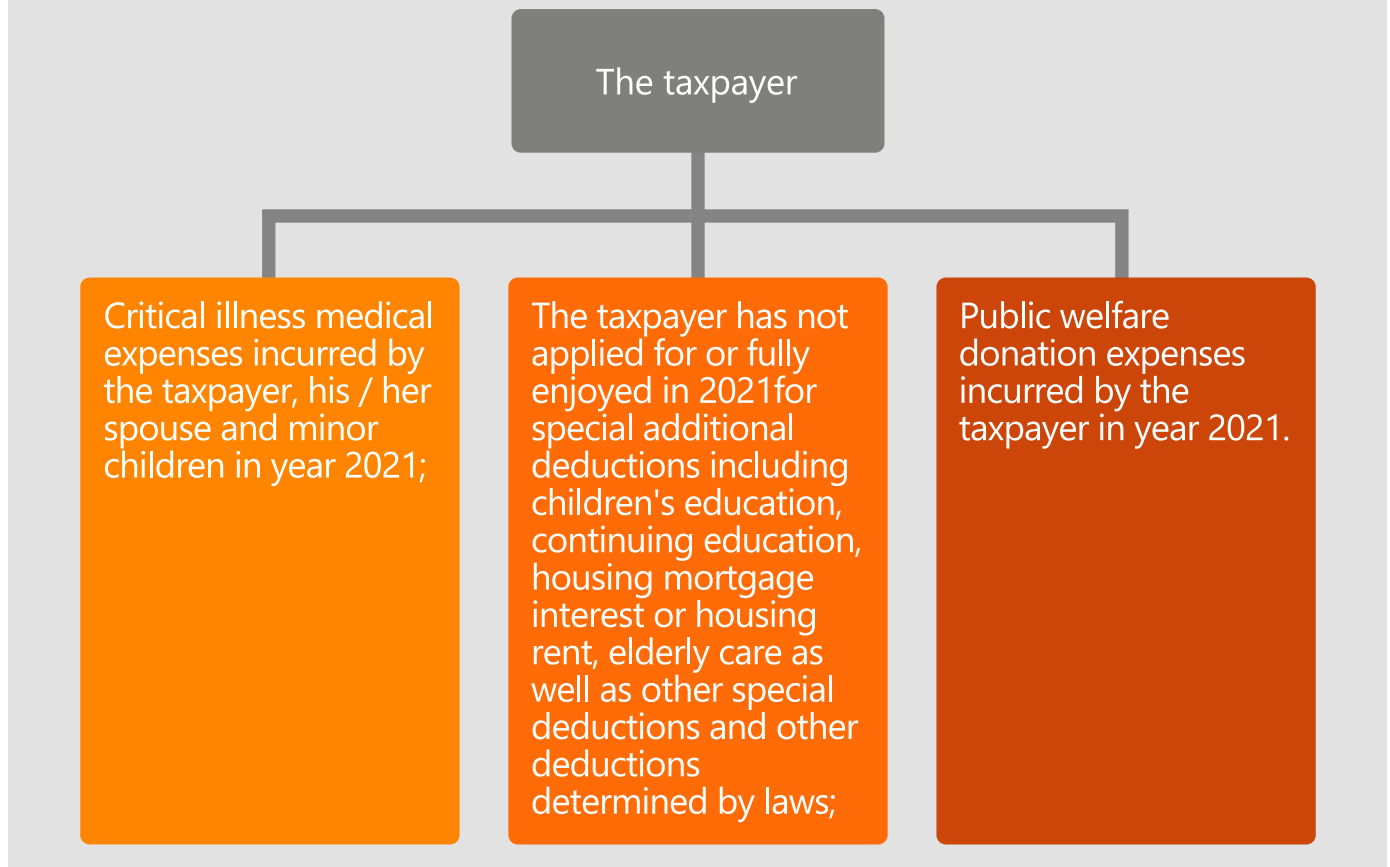 The taxpayer
Critical illness medical
expenses incurred by
the taxpayer, his / her
spouse and minor
children in year 2021;
The taxpayer has not
applied for or fully
enjoyed in 2021for
special additional
deductions including
children's education,
continuing education,
housing mortgage
interest or housing
rent, elderly care as
well as other special
deductions and other
deductions
determined by laws;
Public welfare
donation expenses
incurred by the
taxpayer in year 2021.